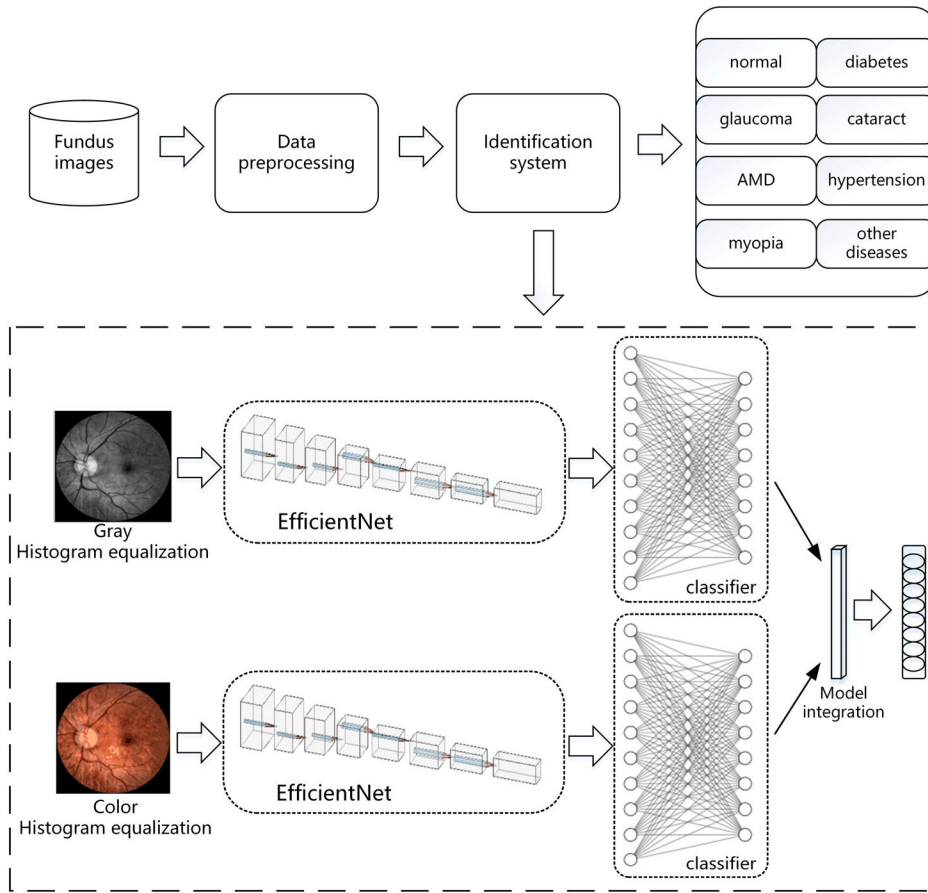 Fundus
images
Data
preprocessing
Identification
system
normal
diabetes
glaucoma
cataract
AMD
hypertension
myopia
other
diseases
Gray
Histogram equalization
EfficientNet
classifier
Model
integration
Color
Histogram equalization
EfficientNet
classifier